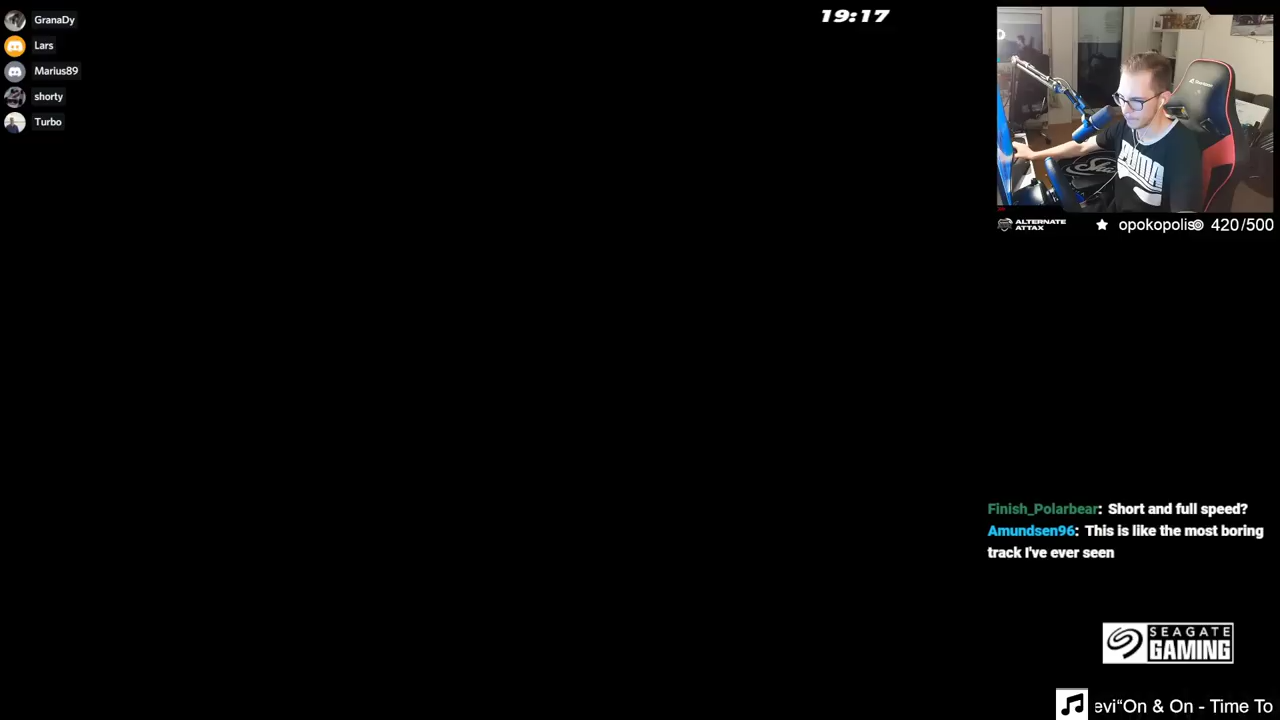 GranaDy
Lars
Marius89
shorty
Turbo
19:17
PUMA
ALTERNATE
ATTAX
opokopolis
420/500
Finish_Polarbear: Short and full speed?
Amundsen96: This is like the most boring
track I've ever seen
SEAGATE
GAMING
evi“On & On - Time To